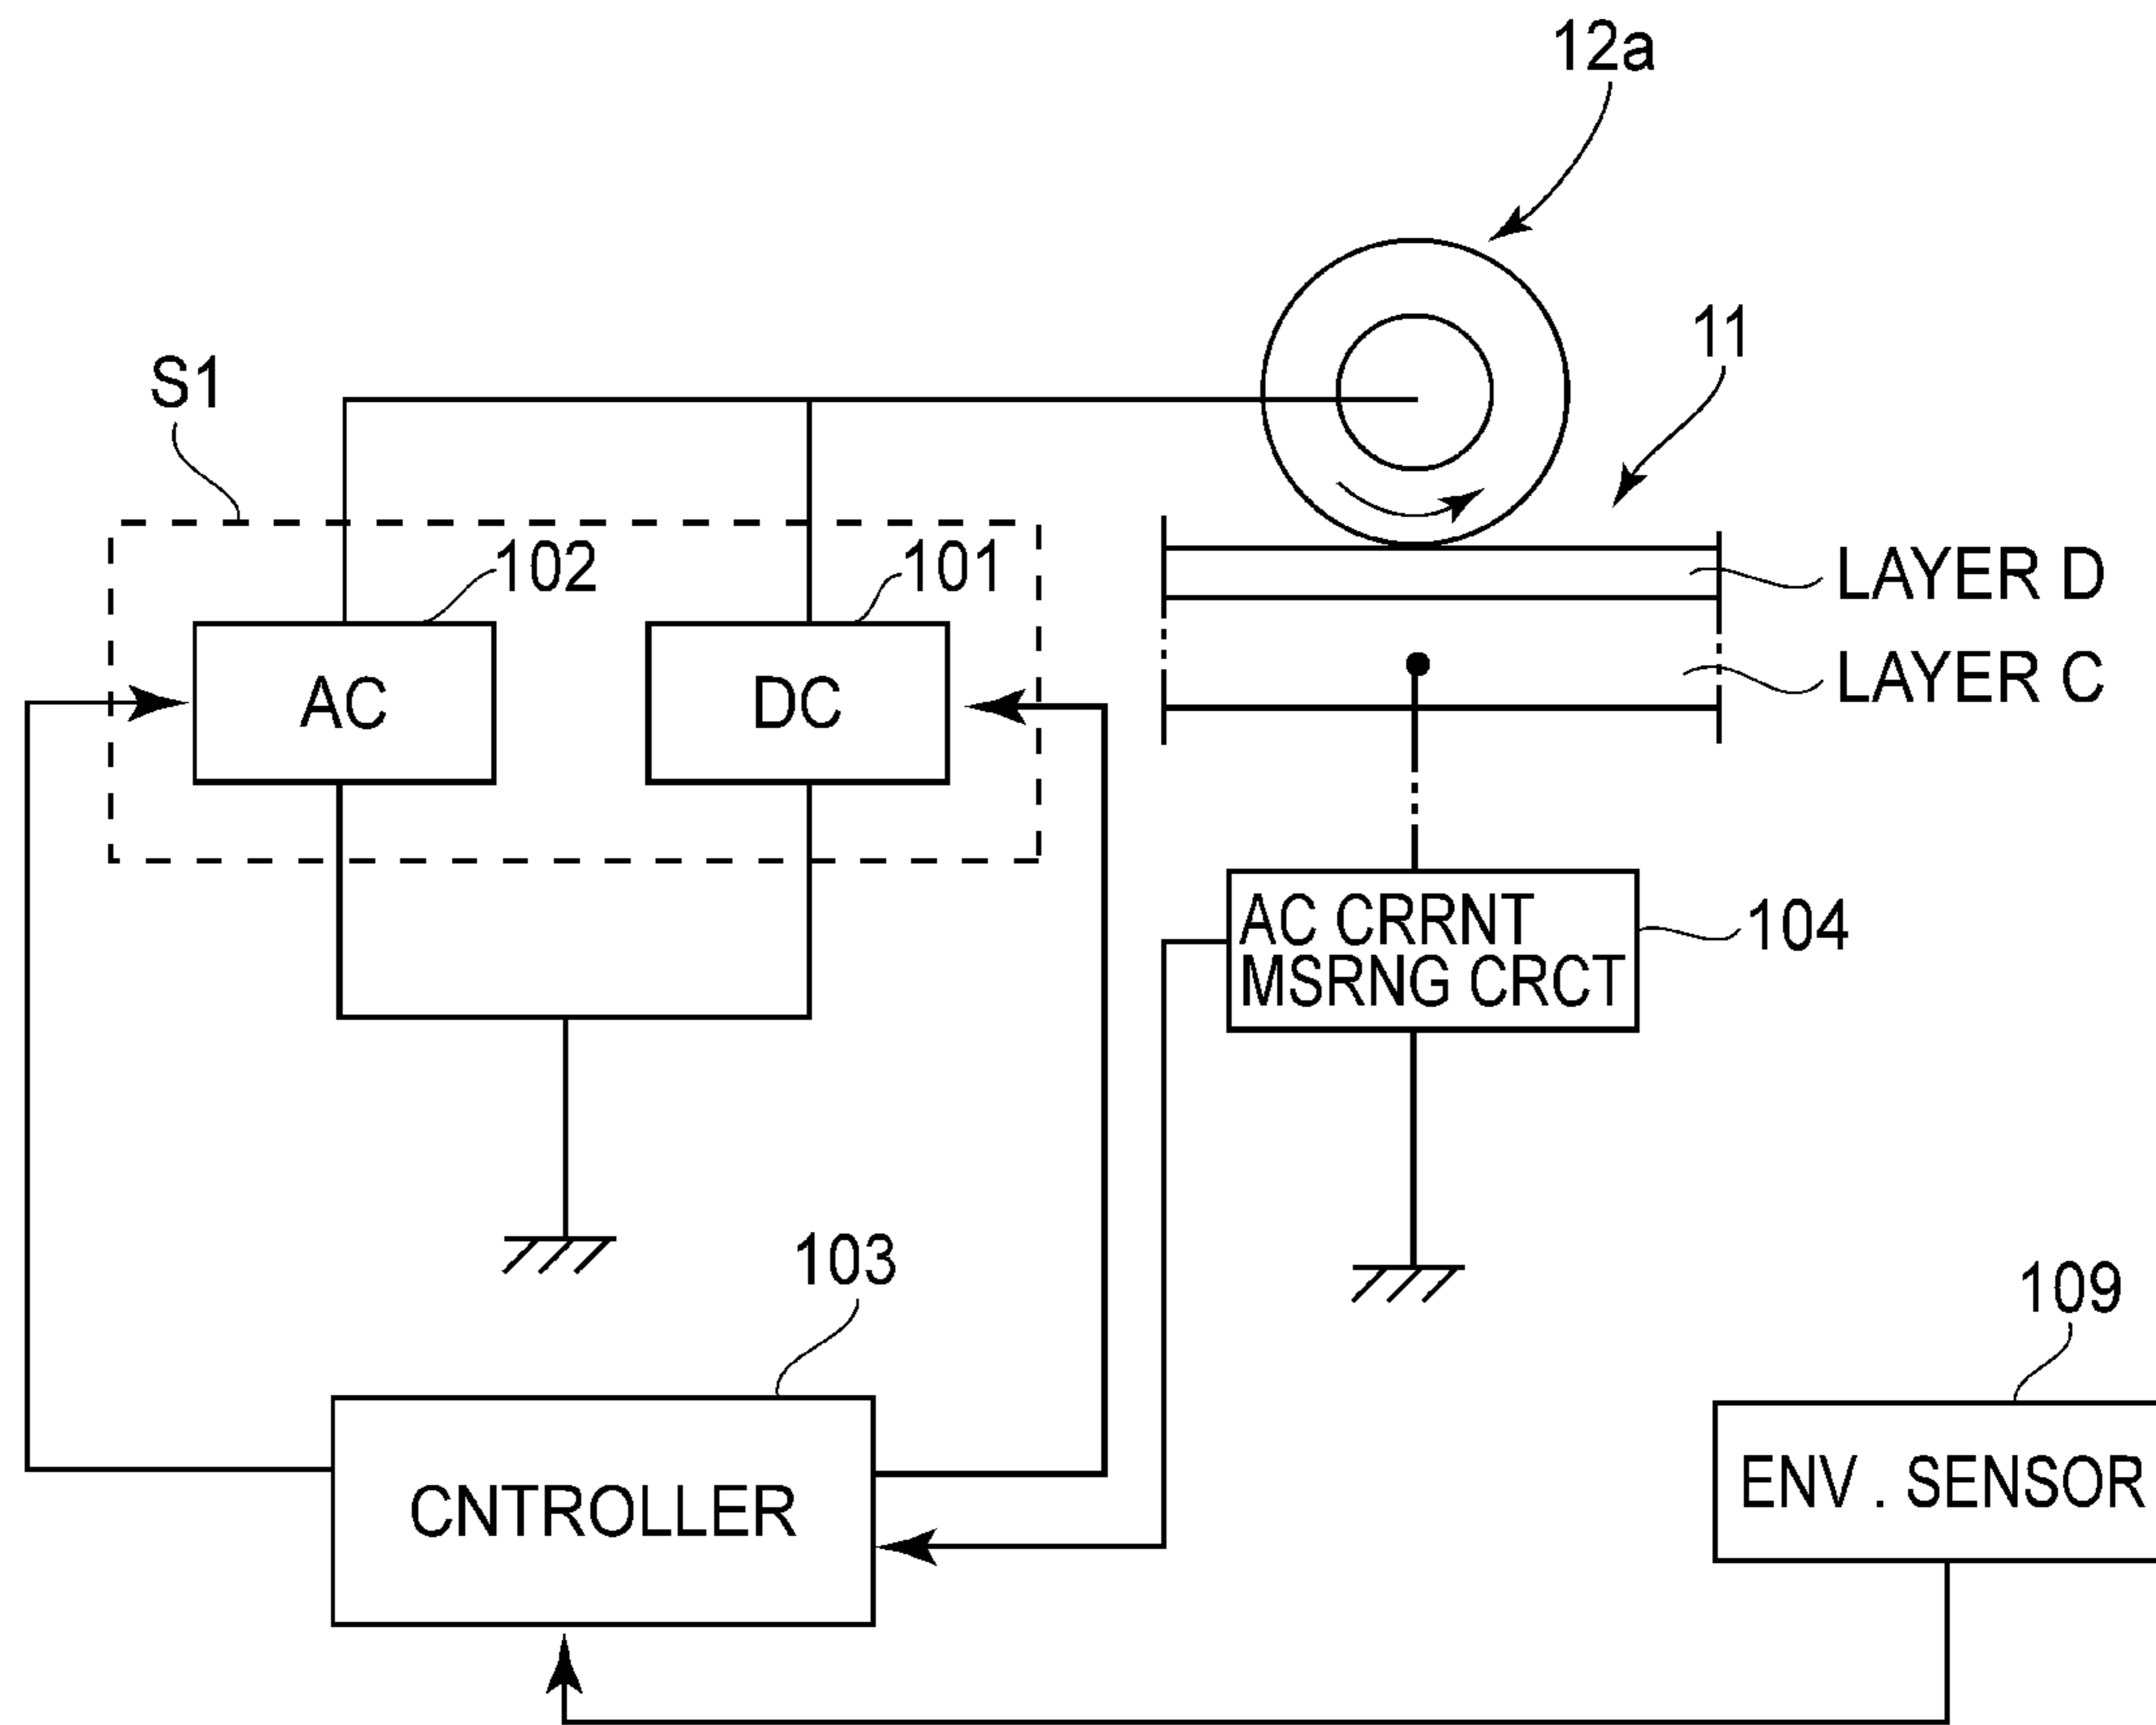 12a
11
S1
102
101
LAYER D
AC
DC
LAYER C
AC CRRNT
MSRNG CRCT
104
103
109
CNTROLLER
ENV. SENSOR